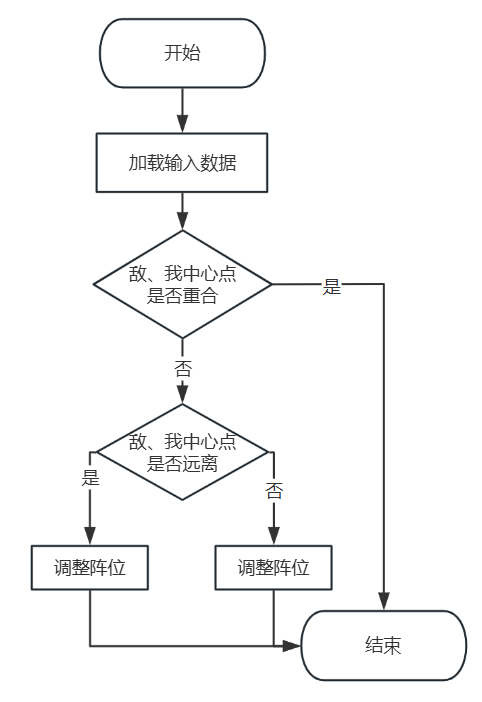 开始
加载输入数据
敌、我中心点
是否重合
是
否
敌、我中心点
是否远离
是
否
调整阵位
调整阵位
结束